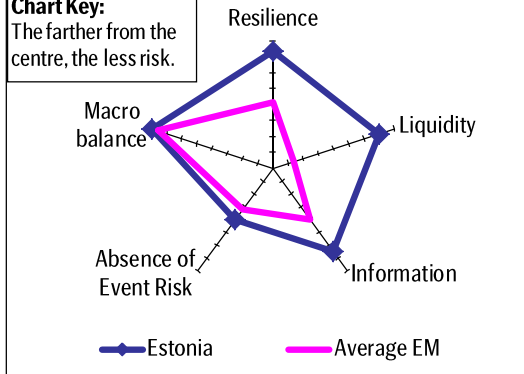 Chart Key:
The farther from the
centre, the less risk.
Resilience
Macro
balance
Liquidity
Absence of
Event Risk
Information
Estonia
Average EM